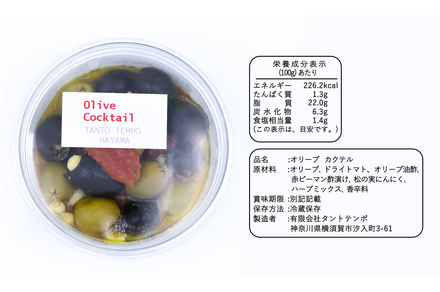 Olive
Cocktail
TANTO TEMPO
HAYAMA
栄養成分表示
(100g)あたり
エネルギー 226.2kcal
たんぱく質 1.3g
脂質 22.0g
炭水化物 6.3g
食塩相当量 1.4g
(この表示は、目安です。)
品名 :オリーブ カクテル
原材料 :オリーブ、ドライトマト、オリーブ油酢、
赤ピーマン酢漬け、松の実にんにく、
ハーブミックス、香辛料
賞味期限 :別記記載
保存方法 :冷蔵保存
製造者 :有限会社タントテンポ
神奈川県横須賀市汐入町3-61